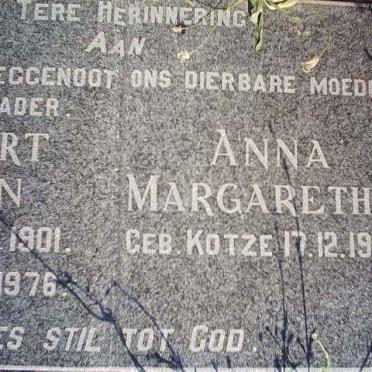 TERE HERINNERING
AAN
EGGENOOT ONS DIERBARE MOED
ADER.
RT ANNA
N MARGARETH
1901. GEB. KOTZE 17.12.19
1976.
ES STIL TOT GOD.